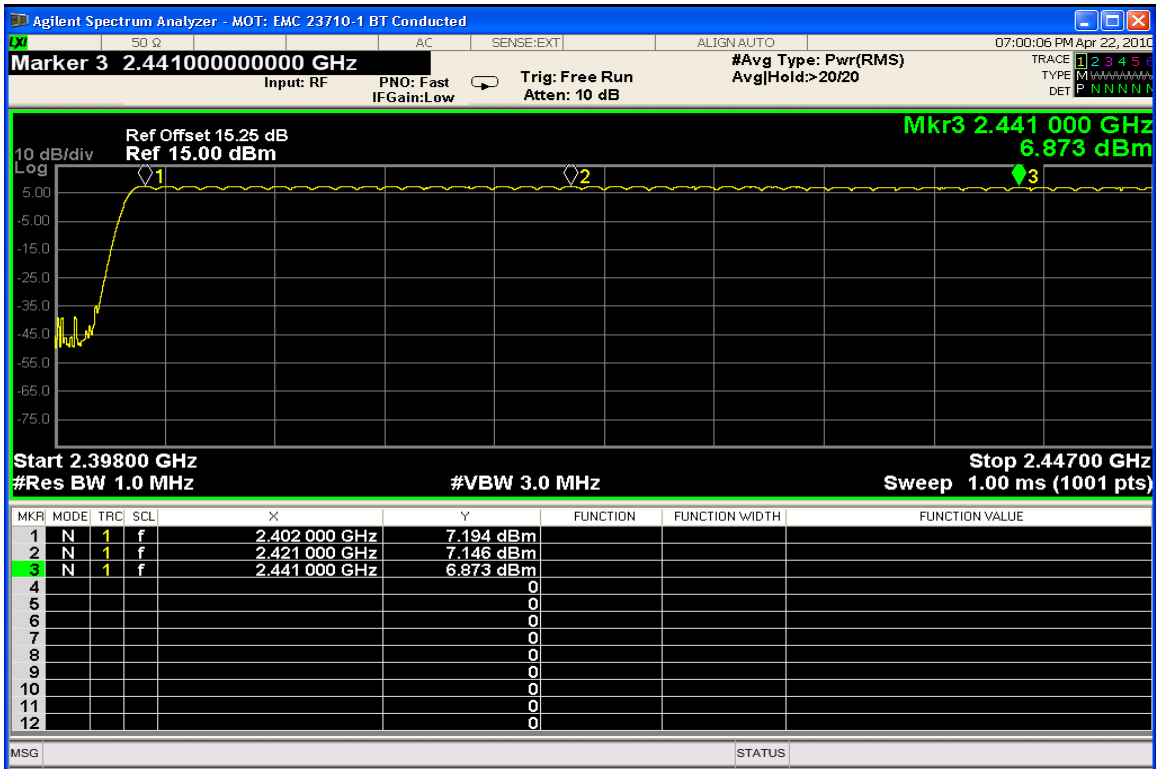 Agilent Spectrum Analyzer - MOT: EMC 23710-1 BT Conducted
LXI 50 Ω AC SENSE:EXT ALIGN AUTO 07:00:06 PM Apr 22, 2010
Marker 3 2.441000000000 GHz #Avg Type: Pwr(RMS) TRACE 1 2 3 4 5 6
Input: RF PNO: Fast Trig: Free Run Avg|Hold:>20/20 TYPE M
IFGain:Low Atten: 10 dB DET P N N N N N
Mkr3 2.441 000 GHz
Ref Offset 15.25 dB 6.873 dBm
10 dB/div Ref 15.00 dBm
Log
1 2 3
5.00
-5.00
-15.0
-25.0
-35.0
-45.0
-55.0
-65.0
-75.0
Start 2.39800 GHz Stop 2.44700 GHz
#Res BW 1.0 MHz #VBW 3.0 MHz Sweep 1.00 ms (1001 pts)
MKR MODE TRC SCL X Y FUNCTION FUNCTION WIDTH FUNCTION VALUE
1 N 1 f 2.402 000 GHz 7.194 dBm
2 N 1 f 2.421 000 GHz 7.146 dBm
3 N 1 f 2.441 000 GHz 6.873 dBm
4 0
5 0
6 0
7 0
8 0
9 0
10 0
11 0
12 0
MSG STATUS